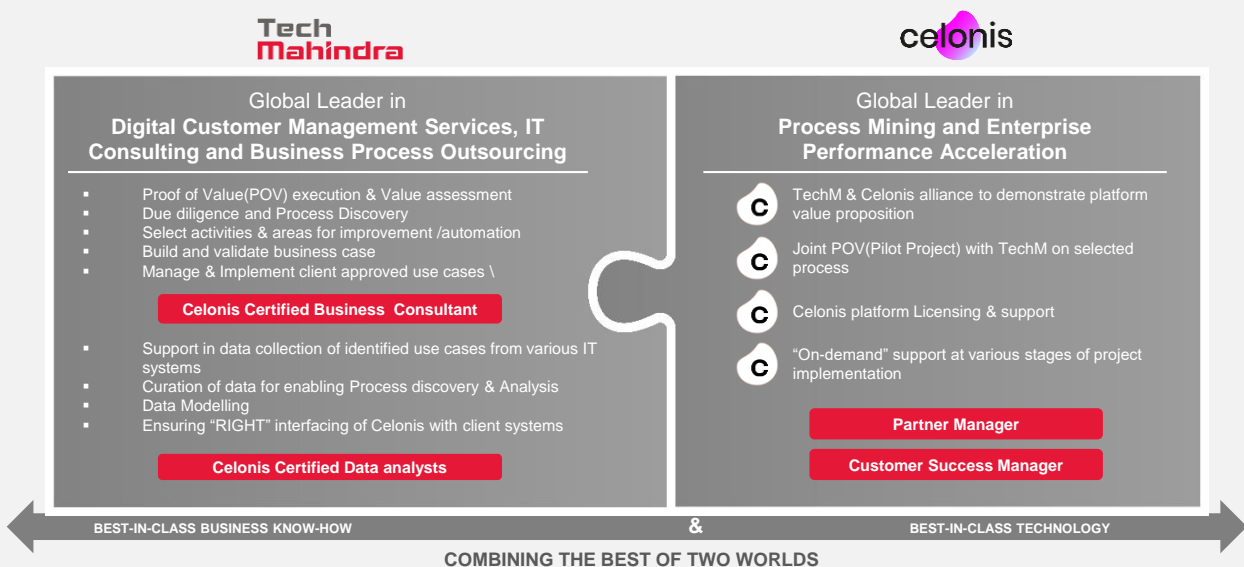 Tech
Mahindra
celonis
Global Leader in
Digital Customer Management Services, IT
Consulting and Business Process Outsourcing
▪ Proof of Value(POV) execution & Value assessment
▪ Due diligence and Process Discovery
▪ Select activities & areas for improvement /automation
▪ Build and validate business case
▪ Manage & Implement client approved use cases \
Celonis Certified Business  Consultant
▪ Support in data collection of identified use cases from various IT
systems
▪ Curation of data for enabling Process discovery & Analysis
▪ Data Modelling
▪ Ensuring “RIGHT” interfacing of Celonis with client systems
Celonis Certified Data analysts
Global Leader in
Process Mining and Enterprise
Performance Acceleration
C TechM & Celonis alliance to demonstrate platform
value proposition
C Joint POV(Pilot Project) with TechM on selected
process
C Celonis platform Licensing & support
C “On-demand” support at various stages of project
implementation
Partner Manager
Customer Success Manager
BEST-IN-CLASS BUSINESS KNOW-HOW & BEST-IN-CLASS TECHNOLOGY
COMBINING THE BEST OF TWO WORLDS